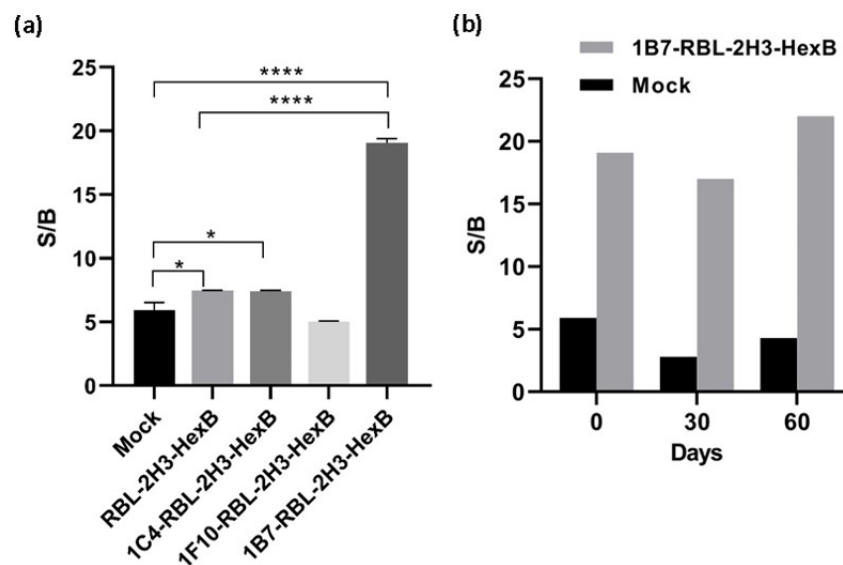 (a)
S/B
25
20
15
10
5
0
****
****
*
*
Mock
RBL-2H3-HexB
1C4-RBL-2H3-HexB
1F10-RBL-2H3-HexB
1B7-RBL-2H3-HexB
(b)
1B7-RBL-2H3-HexB
Mock
S/B
25
20
15
10
5
0
0 30 60
Days